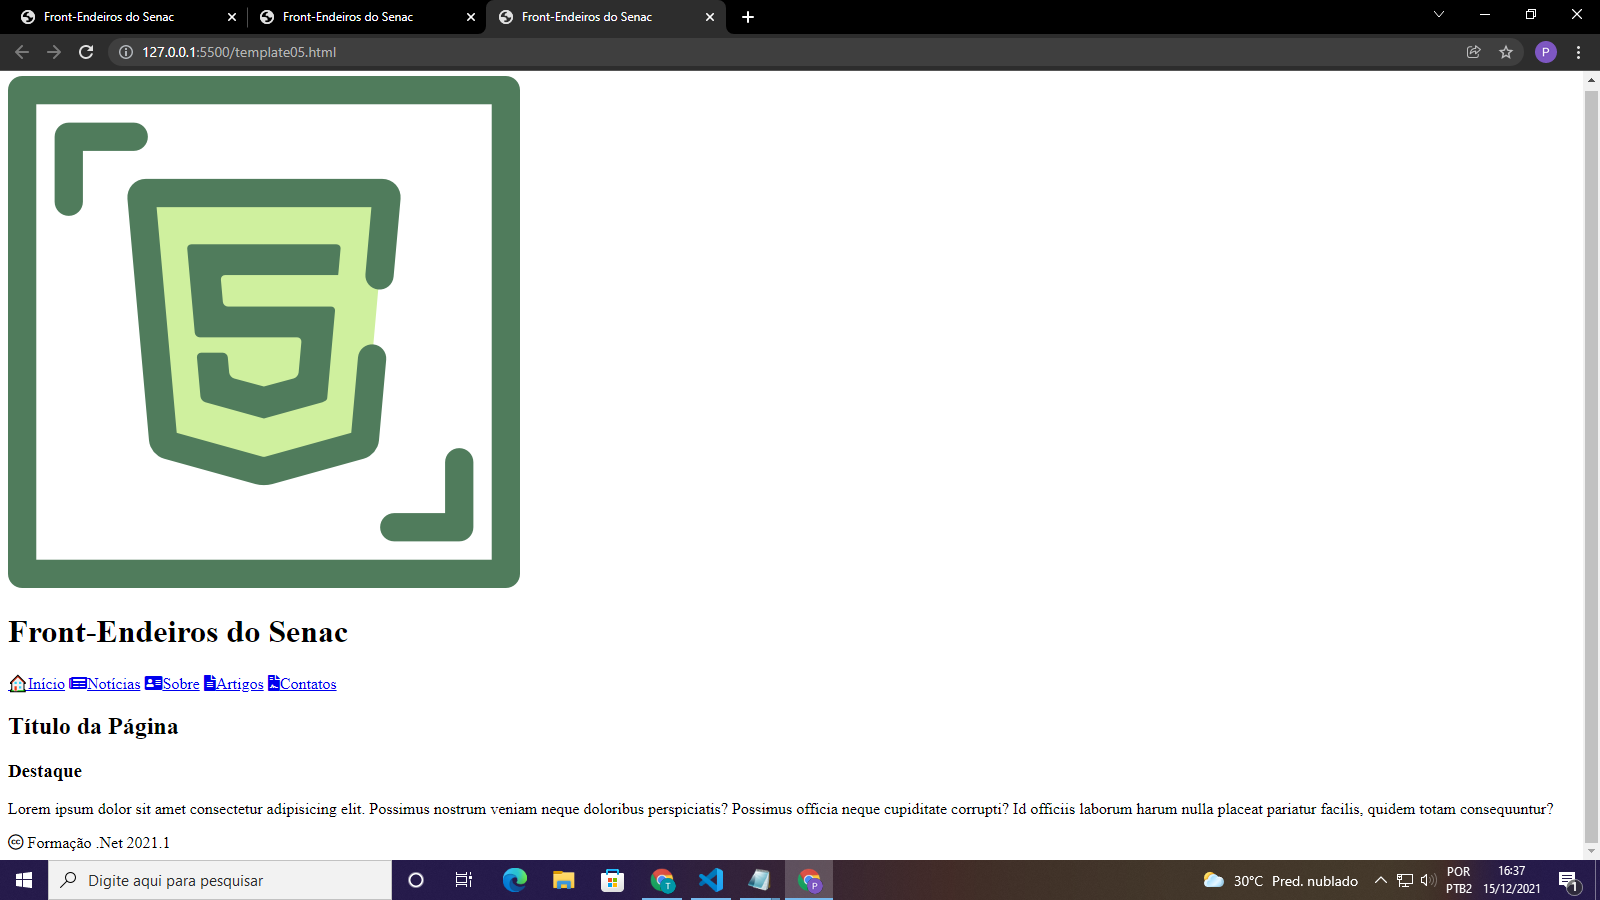 Front-Endeiros do Senac
Front-Endeiros do Senac
Front-Endeiros do Senac
127.0.0.1:5500/template05.html
P
5
Front-Endeiros do Senac
Início Notícias Sobre Artigos Contatos
Título da Página
Destaque
Lorem ipsum dolor sit amet consectetur adipisicing elit. Possimus nostrum veniam neque doloribus perspiciatis? Possimus officia neque cupiditate corrupti? Id officiis laborum harum nulla placeat pariatur facilis, quidem totam consequuntur?
cc Formação .Net 2021.1
Digite aqui para pesquisar
T
P
30°C Pred. nublado
POR
PTB2
16:37
15/12/2021
1